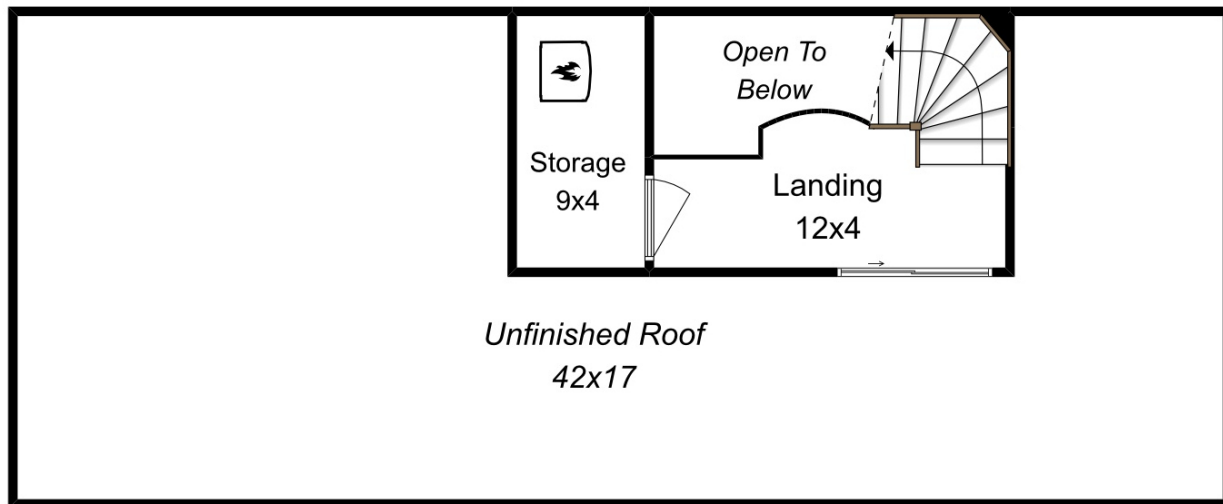 Open To
Below
Storage
9x4
Landing
12x4
Unfinished Roof
42x17